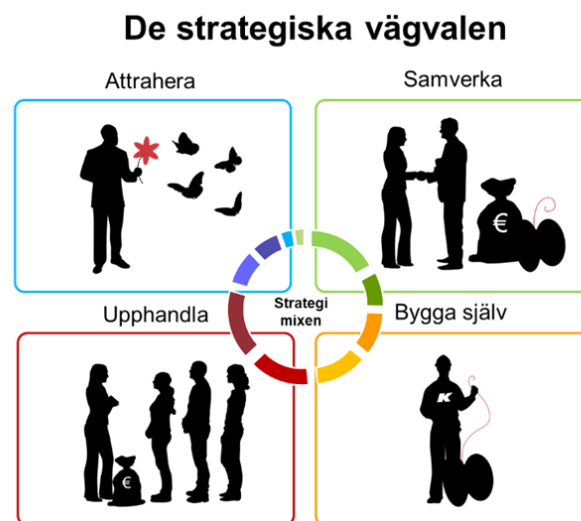 De strategiska vägvalen
Attrahera
Samverka
€
Strategi
mixen
Upphandla
Bygga själv
€
K